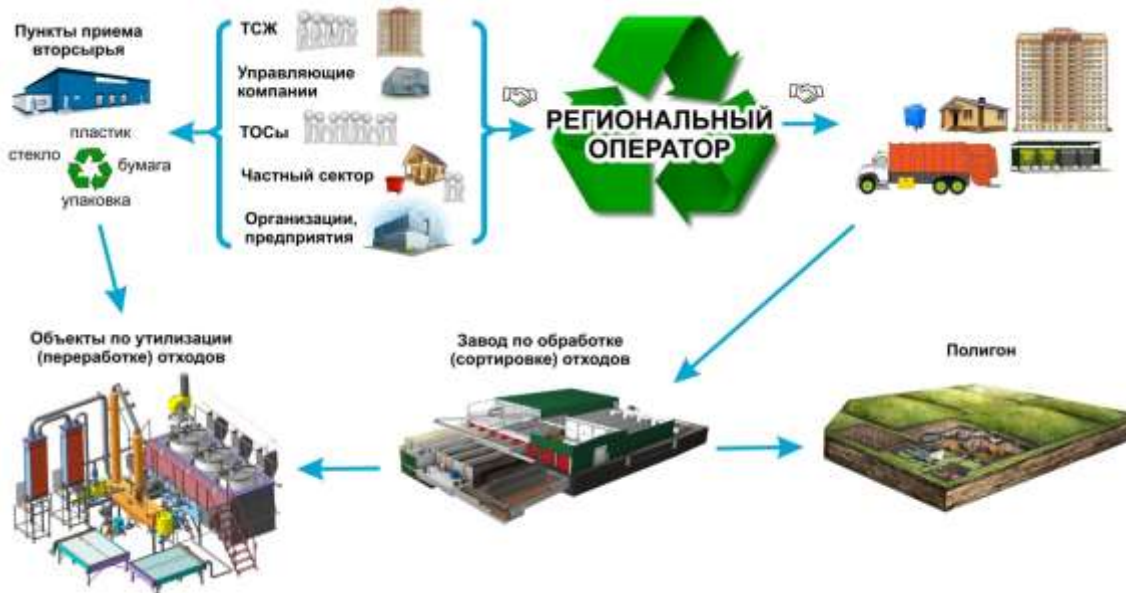 Пункты приема
вторсырья
пластик
стекло
бумага
упаковка
ТСЖ
Управляющие
компании
ТОСы
Частный сектор
Организации,
предприятия
РЕГИОНАЛЬНЫЙ
ОПЕРАТОР
Объекты по утилизации
(переработке) отходов
Завод по обработке
(сортировке) отходов
Полигон